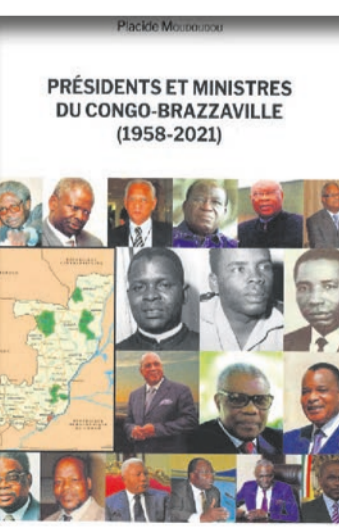 Placide Moudoudou
PRÉSIDENTS ET MINISTRES
DU CONGO-BRAZZAVILLE
(1958-2021)